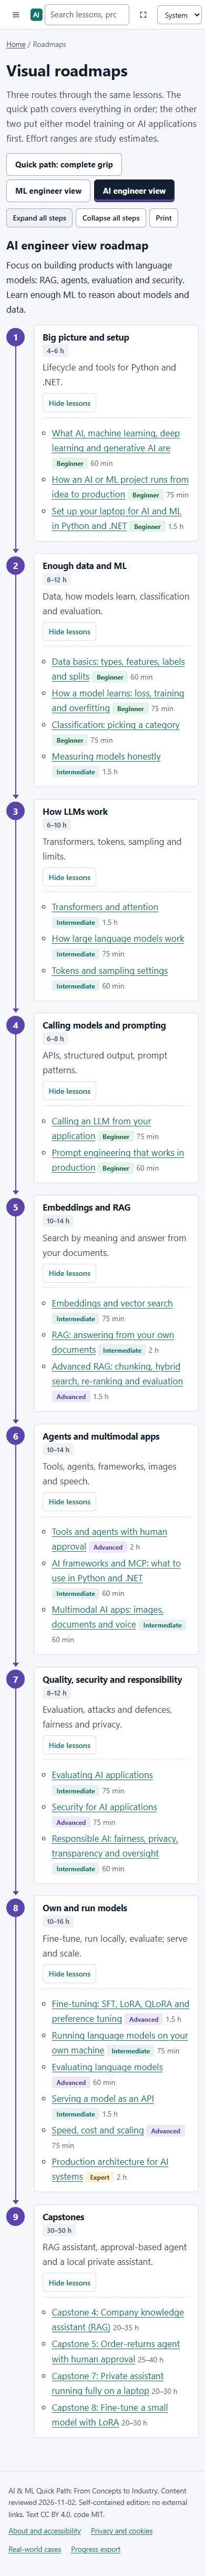 AI
Search lessons, prc
System
Home / Roadmaps
Visual roadmaps
Three routes through the same lessons. The
quick path covers everything in order; the other
two put either model training or AI applications
first. Effort ranges are study estimates.
Quick path: complete grip
ML engineer view
AI engineer view
Expand all steps
Collapse all steps
Print
AI engineer view roadmap
Focus on building products with language
models: RAG, agents, evaluation and security.
Learn enough ML to reason about models and
data.
1
Big picture and setup
4–6 h
Lifecycle and tools for Python and
.NET.
Hide lessons
What AI, machine learning, deep
learning and generative AI are
Beginner 60 min
How an AI or ML project runs from
idea to production Beginner 75 min
Set up your laptop for AI and ML
in Python and .NET Beginner 1.5 h
2
Enough data and ML
8–12 h
Data, how models learn, classification
and evaluation.
Hide lessons
Data basics: types, features, labels
and splits Beginner 60 min
How a model learns: loss, training
and overfitting Beginner 75 min
Classification: picking a category
Beginner 75 min
Measuring models honestly
Intermediate 1.5 h
3
How LLMs work
6–10 h
Transformers, tokens, sampling and
limits.
Hide lessons
Transformers and attention
Intermediate 1.5 h
How large language models work
Intermediate 75 min
Tokens and sampling settings
Intermediate 60 min
4
Calling models and prompting
6–8 h
APIs, structured output, prompt
patterns.
Hide lessons
Calling an LLM from your
application Beginner 75 min
Prompt engineering that works in
production Beginner 60 min
5
Embeddings and RAG
10–14 h
Search by meaning and answer from
your documents.
Hide lessons
Embeddings and vector search
Intermediate 75 min
RAG: answering from your own
documents Intermediate 2 h
Advanced RAG: chunking, hybrid
search, re-ranking and evaluation
Advanced 1.5 h
6
Agents and multimodal apps
10–14 h
Tools, agents, frameworks, images
and speech.
Hide lessons
Tools and agents with human
approval Advanced 2 h
AI frameworks and MCP: what to
use in Python and .NET
Intermediate 60 min
Multimodal AI apps: images,
documents and voice Intermediate
60 min
7
Quality, security and responsibility
8–12 h
Evaluation, attacks and defences,
fairness and privacy.
Hide lessons
Evaluating AI applications
Intermediate 75 min
Security for AI applications
Advanced 75 min
Responsible AI: fairness, privacy,
transparency and oversight
Intermediate 60 min
8
Own and run models
10–16 h
Fine-tune, run locally, evaluate; serve
and scale.
Hide lessons
Fine-tuning: SFT, LoRA, QLoRA and
preference tuning Advanced 1.5 h
Running language models on your
own machine Intermediate 75 min
Evaluating language models
Advanced 60 min
Serving a model as an API
Intermediate 1.5 h
Speed, cost and scaling Advanced
75 min
Production architecture for AI
systems Expert 2 h
9
Capstones
30–50 h
RAG assistant, approval-based agent
and a local private assistant.
Hide lessons
Capstone 4: Company knowledge
assistant (RAG) 20–35 h
Capstone 5: Order-returns agent
with human approval 25–40 h
Capstone 7: Private assistant
running fully on a laptop 20–30 h
Capstone 8: Fine-tune a small
model with LoRA 20–30 h
AI & ML Quick Path: From Concepts to Industry. Content
reviewed 2026-11-02. Self-contained edition: no external
links. Text CC BY 4.0, code MIT.
About and accessibility Privacy and cookies
Real-world cases Progress export